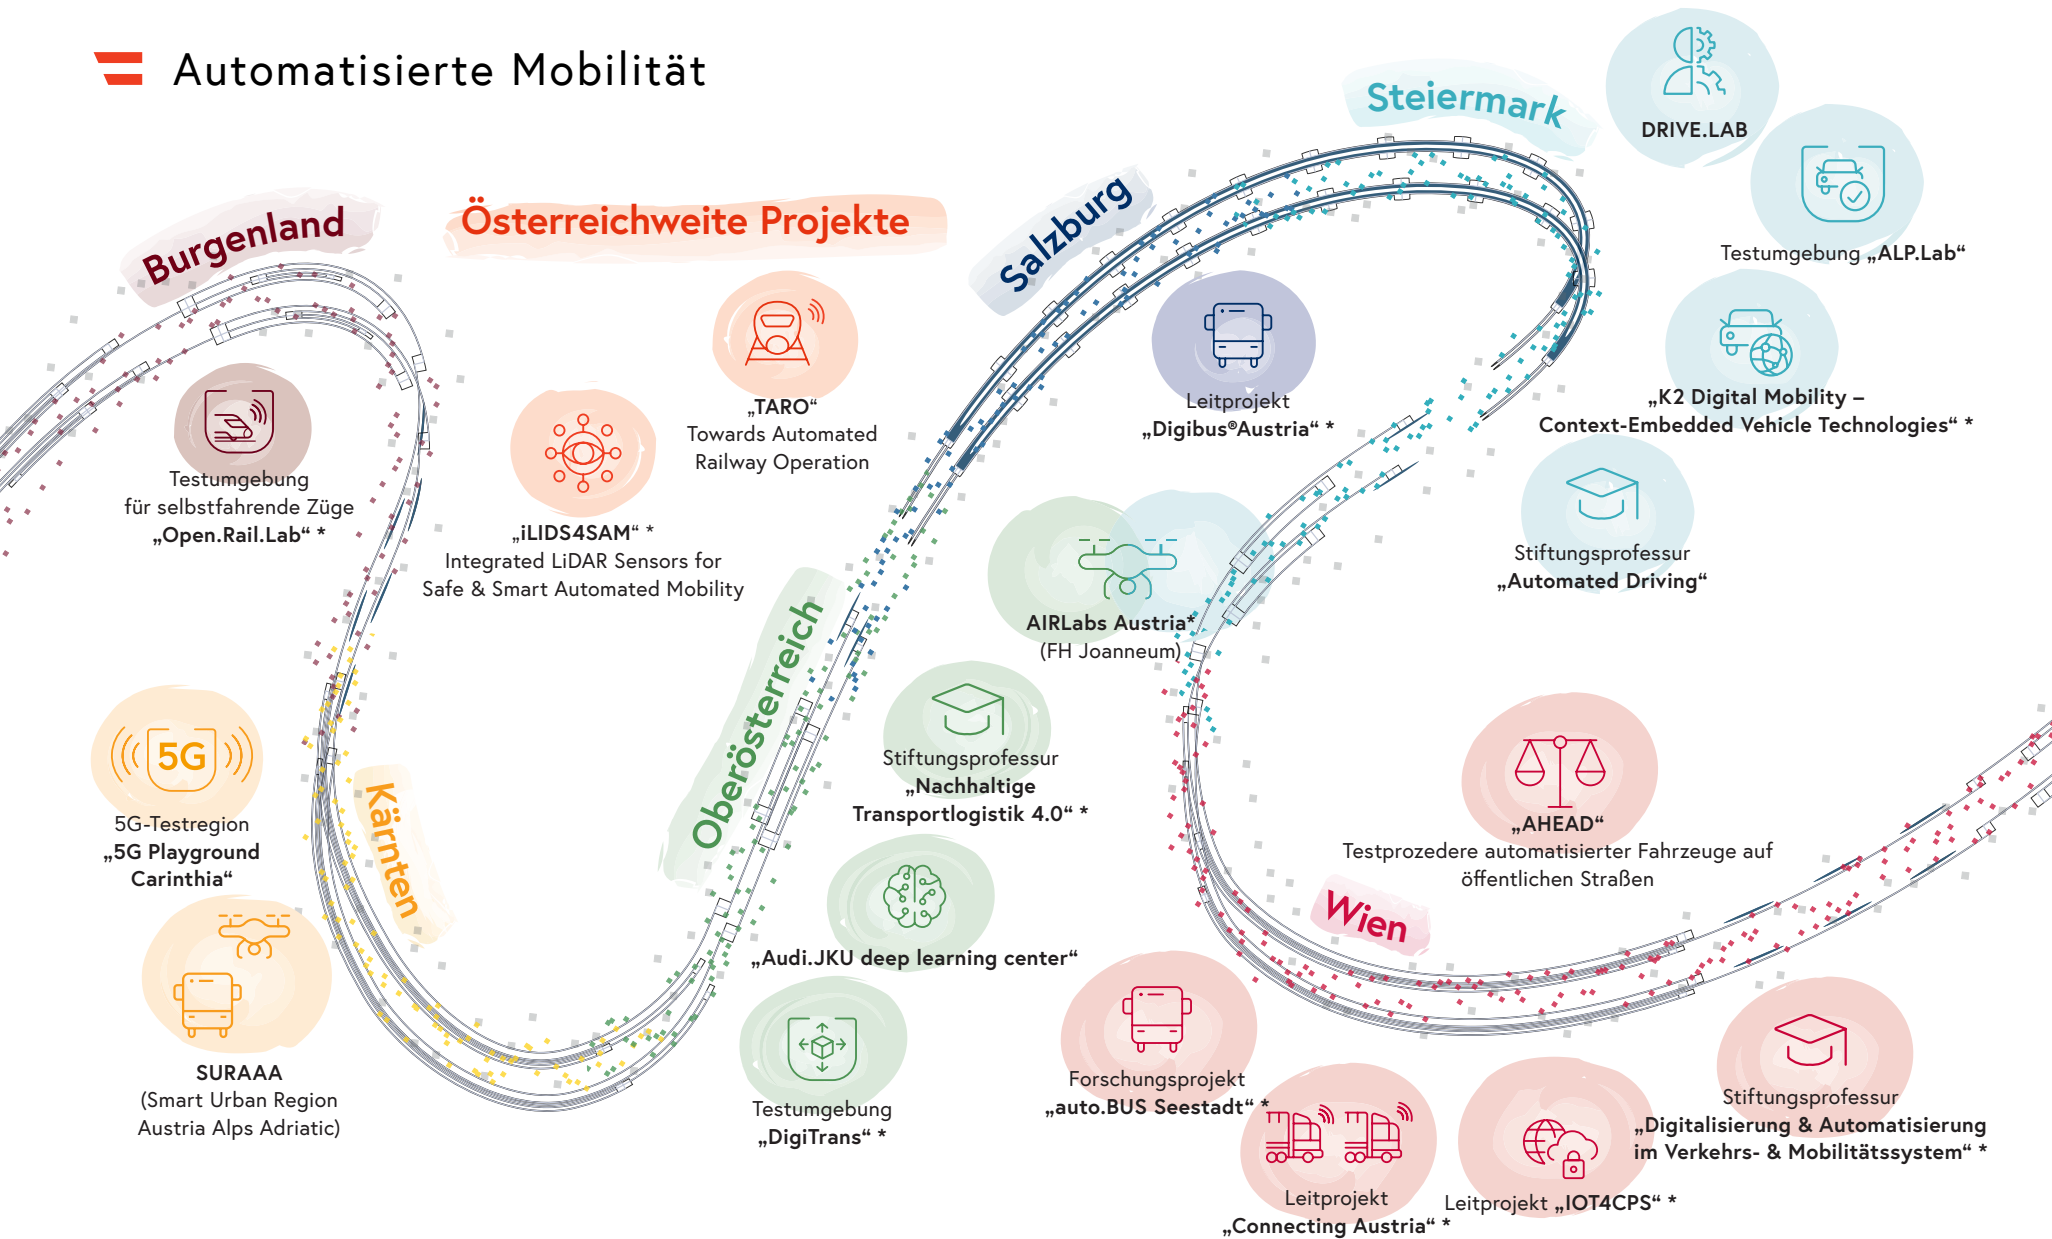 Automatisierte Mobilität
Burgenland
Testumgebung
für selbstfahrende Züge
„Open.Rail.Lab“ *
Österreichweite Projekte
„TARO“
Towards Automated
Railway Operation
„iLIDS4SAM“ *
Integrated LiDAR Sensors for
Safe & Smart Automated Mobility
Kärnten
5G
5G-Testregion
„5G Playground
Carinthia“
SURAAA
(Smart Urban Region
Austria Alps Adriatic)
Oberösterreich
Stiftungsprofessur
„Nachhaltige
Transportlogistik 4.0“ *
„Audi.JKU deep learning center“
Testumgebung
„DigiTrans“ *
AIRLabs Austria*
(FH Joanneum)
Salzburg
Leitprojekt
„Digibus®Austria“ *
Steiermark
DRIVE.LAB
Testumgebung „ALP.Lab“
„K2 Digital Mobility –
Context-Embedded Vehicle Technologies“ *
Stiftungsprofessur
„Automated Driving“
Wien
„AHEAD“
Testprozedere automatisierter Fahrzeuge auf
öffentlichen Straßen
Forschungsprojekt
„auto.BUS Seestadt“ *
Leitprojekt
„Connecting Austria“ *
Leitprojekt „IOT4CPS“ *
Stiftungsprofessur
„Digitalisierung & Automatisierung
im Verkehrs- & Mobilitätssystem“ *